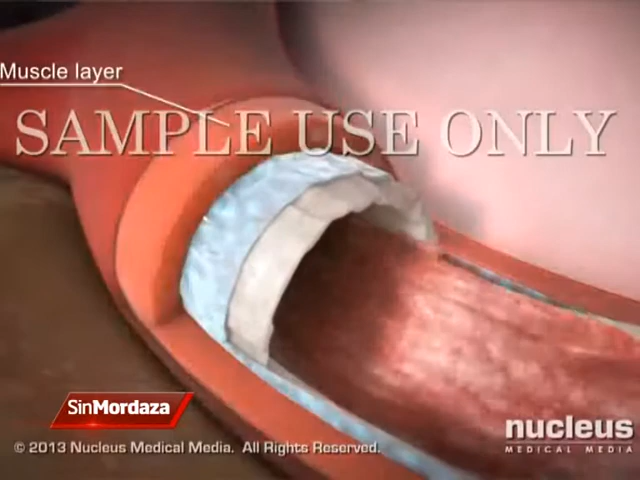 Muscle layer
SAMPLE USE ONLY
SinMordaza
© 2013 Nucleus Medical Media. All Rights Reserved.
nucleus
MEDICAL MEDIA